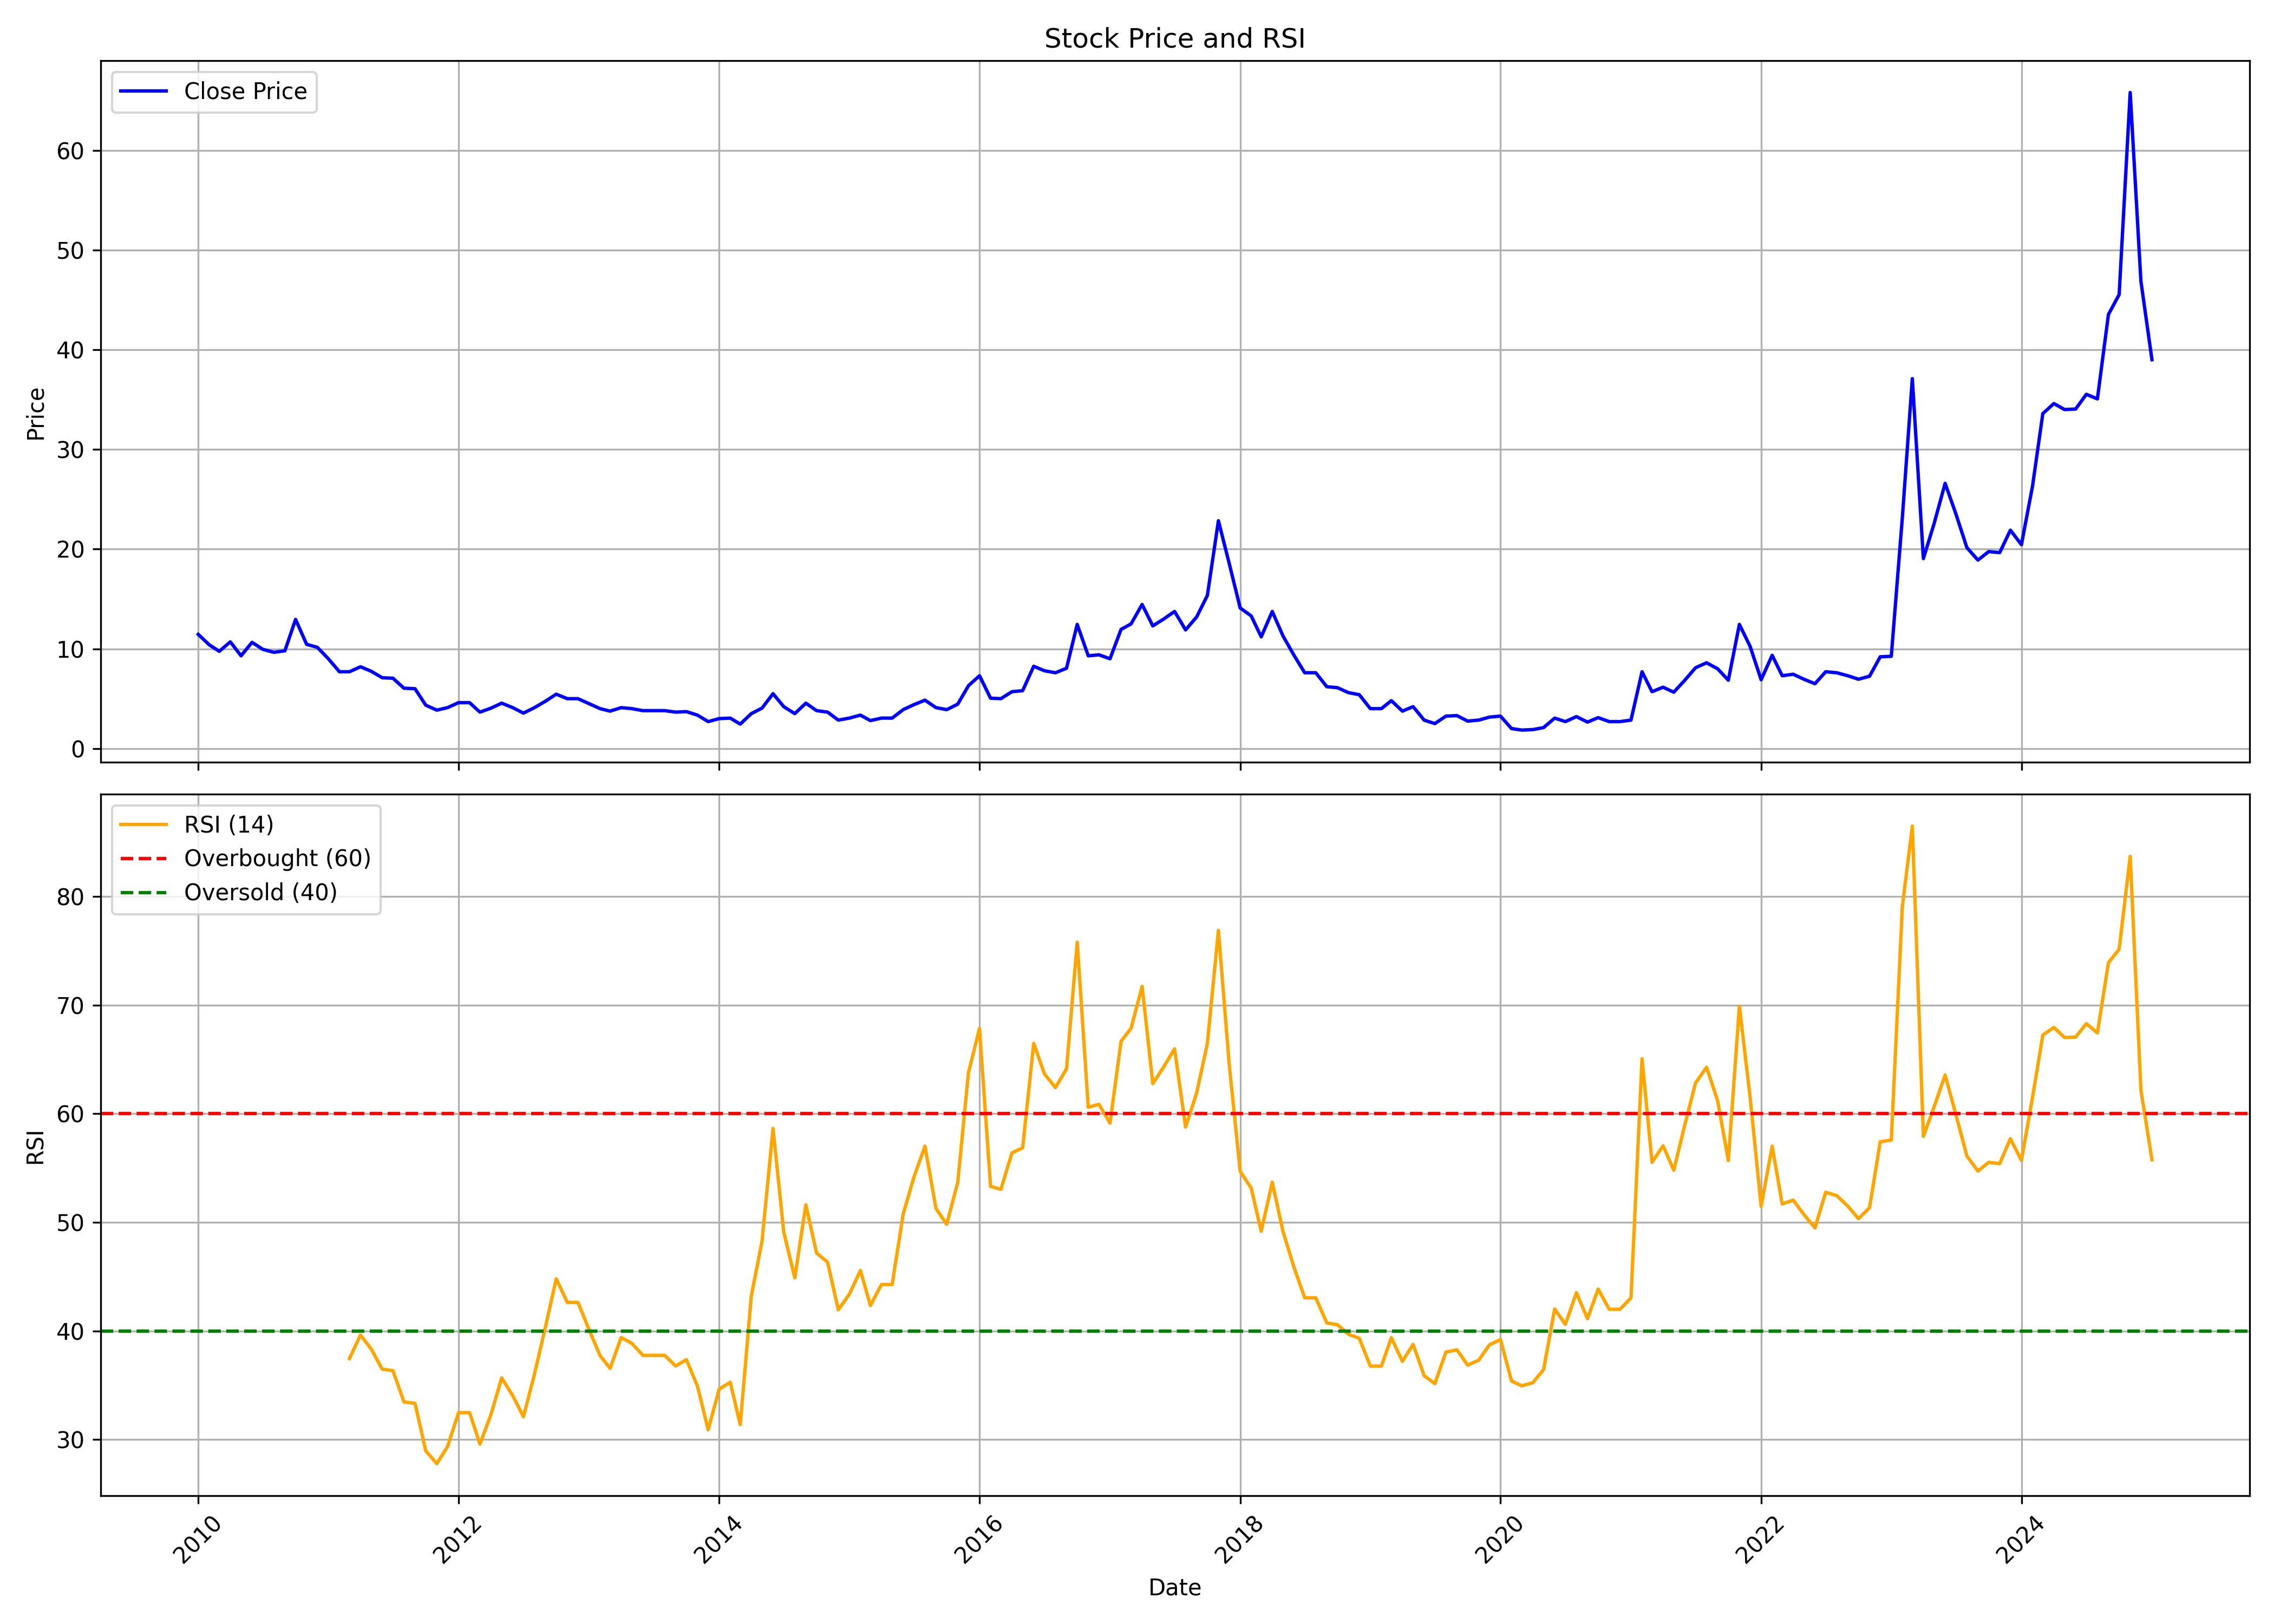 Stock Price and RSI
Close Price
60
50
40
30
20
10
0
Price
RSI (14)
Overbought (60)
Oversold (40)
80
70
60
50
40
30
RSI
2010 2012 2014 2016 2018 2020 2022 2024
Date